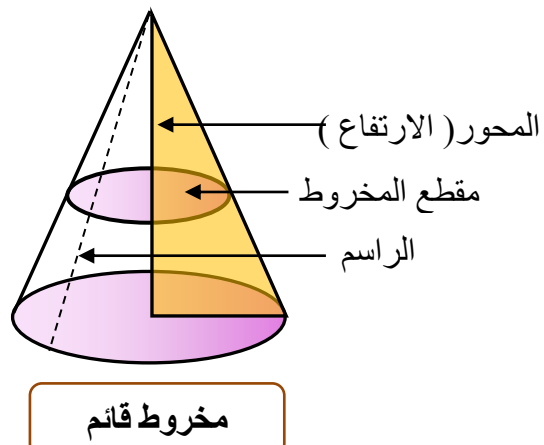 المحور( الارتفاع )
مقطع المخروط
الراسم
مخروط قائم